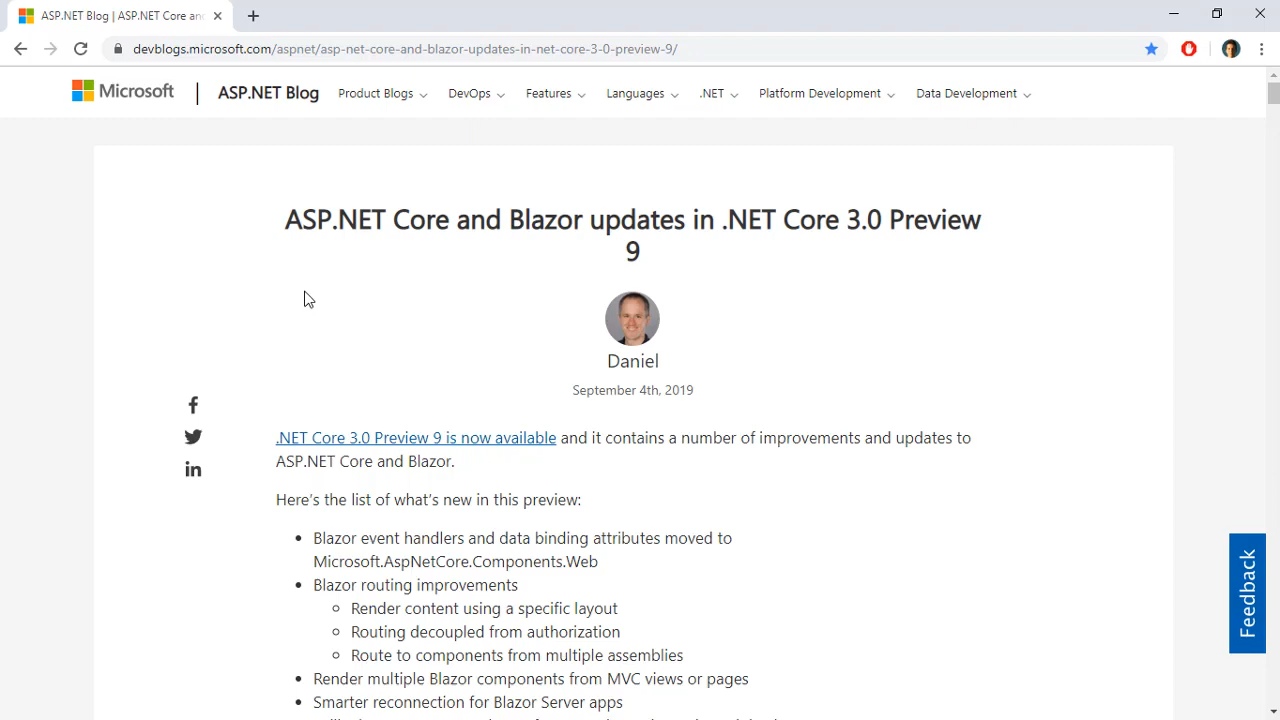 ASP.NET Blog | ASP.NET Core and
devblogs.microsoft.com/aspnet/asp-net-core-and-blazor-updates-in-net-core-3-0-preview-9/
Microsoft
ASP.NET Blog
Product Blogs
DevOps
Features
Languages
.NET
Platform Development
Data Development
ASP.NET Core and Blazor updates in .NET Core 3.0 Preview
9
Daniel
September 4th, 2019
.NET Core 3.0 Preview 9 is now available and it contains a number of improvements and updates to
ASP.NET Core and Blazor.
Here's the list of what's new in this preview:
• Blazor event handlers and data binding attributes moved to
Microsoft.AspNetCore.Components.Web
• Blazor routing improvements
○ Render content using a specific layout
○ Routing decoupled from authorization
○ Route to components from multiple assemblies
• Render multiple Blazor components from MVC views or pages
• Smarter reconnection for Blazor Server apps
Feedback